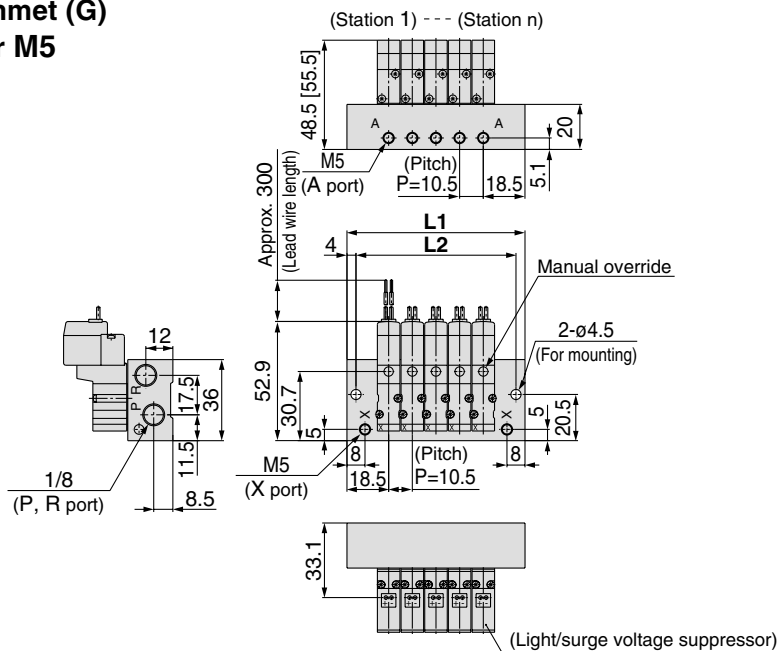 mmet (G)
r M5
(Station 1) --- (Station n)
48.5 [55.5]
A
A
20
5.1
M5
(A port)
(Pitch)
P=10.5
18.5
Approx. 300
(Lead wire length)
L1
4
L2
Manual override
2-ø4.5
(For mounting)
12
R
P
17.5
36
11.5
8.5
1/8
(P, R port)
52.9
30.7
5
X
X
5
20.5
8
8
M5
(X port)
18.5
(Pitch)
P=10.5
33.1
(Light/surge voltage suppressor)